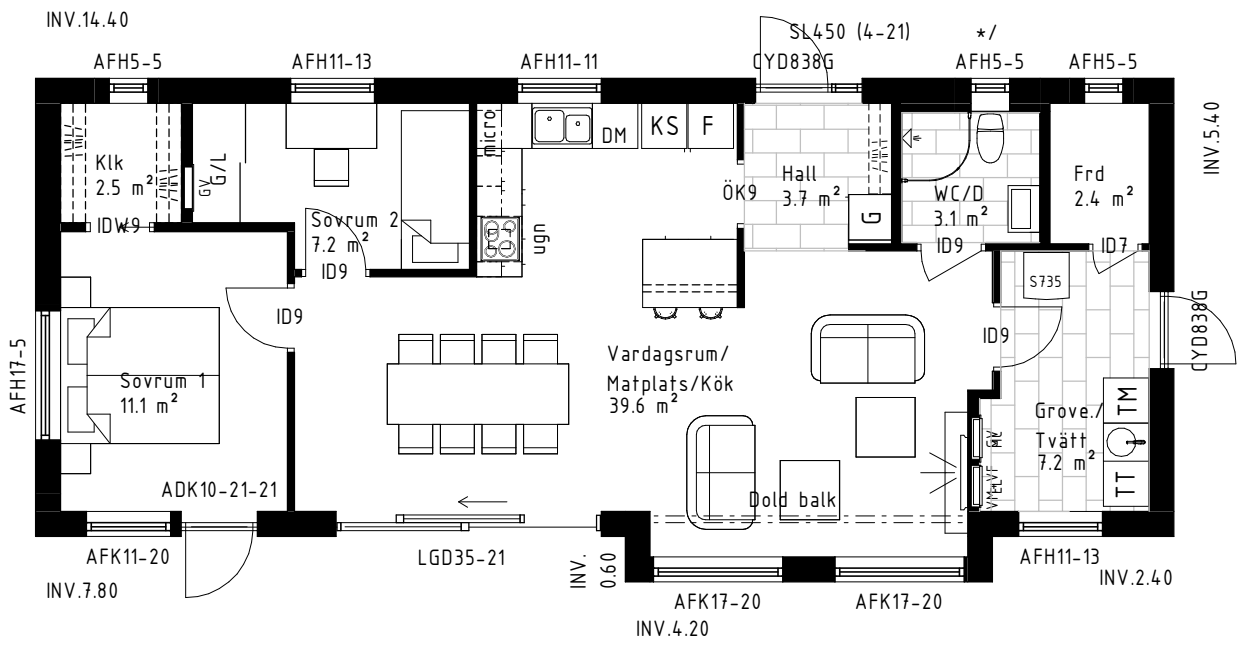 INV.14.40
SL450 (4-21)
*/
AFH5-5
AFH11-13
AFH11-11
CYD838G
AFH5-5
AFH5-5
INV.5.40
micro
DM
KS
F
Klk
2.5 m²
GV
G/L
Hall
3.7 m²
Frd
2.4 m²
ÖK9
WC/D
3.1 m²
G
IDW9
Sovrum 2
7.2 m²
ugn
ID9
ID9
ID7
S735
ID9
ID9
CYD838G
AFH17-5
Vardagsrum/
Matplats/Kök
39.6 m²
Sovrum 1
11.1 m²
Grove./
Tvätt
7.2 m²
TM
TT
GV
EL
ADK10-21-21
Dold balk
AFK11-20
LGD35-21
INV.
0.60
AFH11-13
INV.7.80
INV.2.40
AFK17-20
AFK17-20
INV.4.20